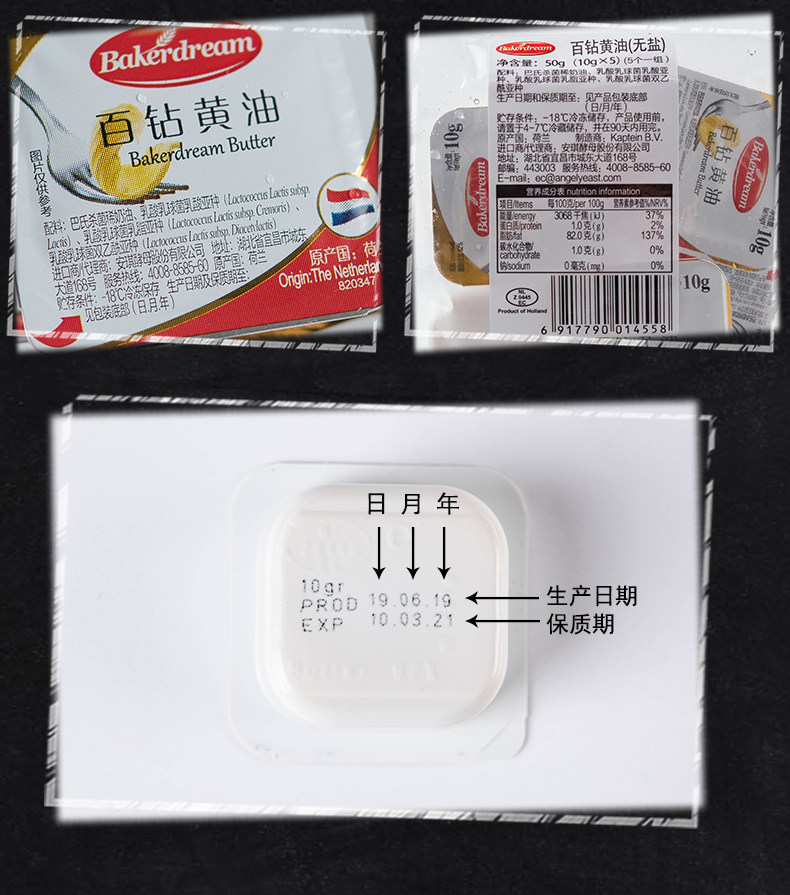 Bakerdream
百钻黄油
Bakerdream Butter
图片仅供参考
配料: 巴氏杀菌稀奶油、乳酸乳球菌乳酸亚种 (Lactococcus Lactis subsp.
Lactis)、乳酸乳球菌乳脂亚种 (Lactococcus Lactis subsp. Cremoris)、
乳酸乳球菌双乙酰亚种 (Lactococcus Lactis subsp. Diacetylactis)
进口商/代理商: 安琪酵母股份有限公司 地址: 湖北省宜昌市城东
大道168号 服务热线: 4008-8585-60 原产国: 荷兰
贮存条件: -18℃冷冻保存 生产日期及保质期至:
见包装底部 (日/月/年)
原产国: 荷兰
Origin:The Netherlan
820347
Bakerdream 百钻黄油(无盐)
净含量: 50g (10g×5) (5个一组)
配料: 巴氏杀菌稀奶油、乳酸乳球菌乳酸亚
种、乳酸乳球菌乳脂亚种、乳酸乳球菌双乙
酰亚种
生产日期和保质期至: 见产品包装底部
(日/月/年)
贮存条件: -18℃冷冻储存, 产品使用前,
请置于4-7℃冷藏储存, 并在90天内用完。
原产国: 荷兰 制造商: Kaptein B.V.
进口商/代理商: 安琪酵母股份有限公司
地址: 湖北省宜昌市城东大道168号
邮编: 443003 服务热线: 4008-8585-60
E-mail: ec@angelyeast.com
营养成分表 nutrition information
项目/Items 每100克/per 100g 营养素参考值%/NRV%
能量/energy 3068 千焦 (kJ) 37%
蛋白质/protein 1.0 克 (g) 2%
脂肪/fat 82.0 克 (g) 137%
碳水化合物/carbohydrate 1.0 克 (g) 0%
钠/sodium 0 毫克 (mg) 0%
NL
Z 0445
EC
Product of Holland
6 917790 014558
10g
Bakerdream
百钻黄油
Bakerdream Butter
Bakerdream
10g
10g
日 月 年
10gr
PROD 19.06.19
EXP 10.03.21
生产日期
保质期